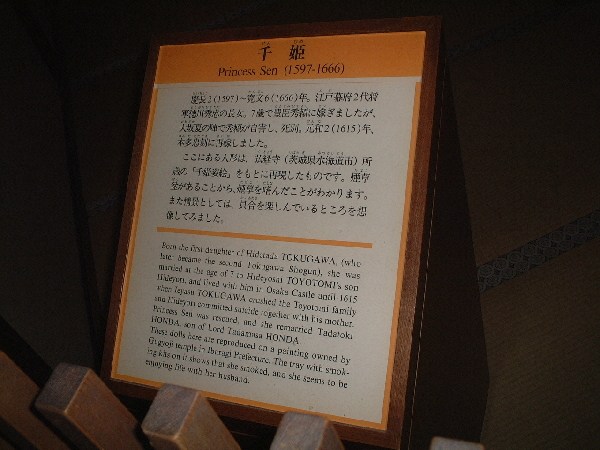 千姫
Princess Sen (1597-1666)
慶長2(1597)～寛文6(1666)年。江戸幕府2代将
軍徳川秀忠の長女。7歳で豊臣秀頼に嫁ぎましたが、
大坂夏の陣で秀頼が自害し、死別。元和2(1615)年、
本多忠刻に再嫁しました。
ここにある人形は、弘経寺（茨城県水海道市）所
蔵の「千姫姿絵」をもとに再現したものです。煙草
盆があることから、煙草を嗜んだことがわかります。
また情景としては、貝合を楽しんでいるところを想
像してみました。
Born the first daughter of Hidetada TOKUGAWA, (who
later became the second Tokugawa Shogun), she was
married at the age of 7 to Hideyoshi TOYOTOMI's son
Hideyori, and lived with him in Osaka Castle until 1615
when Ieyasu TOKUGAWA crushed the Toyotomi family
and Hideyori committed suicide together with his mother.
Princess Sen was rescued, and she remarried Tadatoki
HONDA, son of Lord Tadamasa HONDA.
These dolls here are reproduced on a painting owned by
Gugyoji temple in Ibaragi Prefecture. The tray with smok-
ing kits on it shows that she smoked, and she seems to be
enjoying life with her husband.